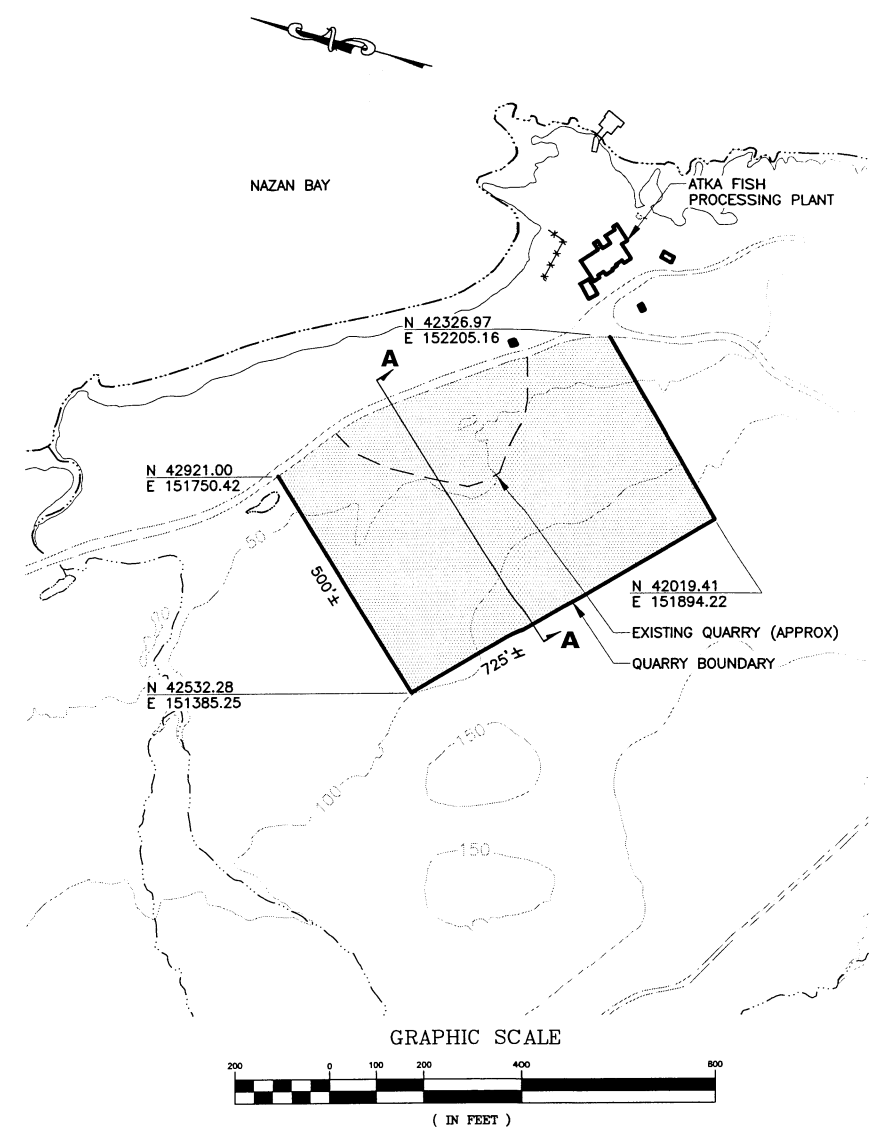 NAZAN BAY
ATKA FISH
PROCESSING PLANT
N 42326.97
E 152205.16
A
N 42921.00
E 151750.42
50
500'±
N 42019.41
E 151894.22
EXISTING QUARRY (APPROX)
A
725'±
QUARRY BOUNDARY
N 42532.28
E 151385.25
150
100
150
GRAPHIC SCALE
200 0 100 200 400 800
( IN FEET )